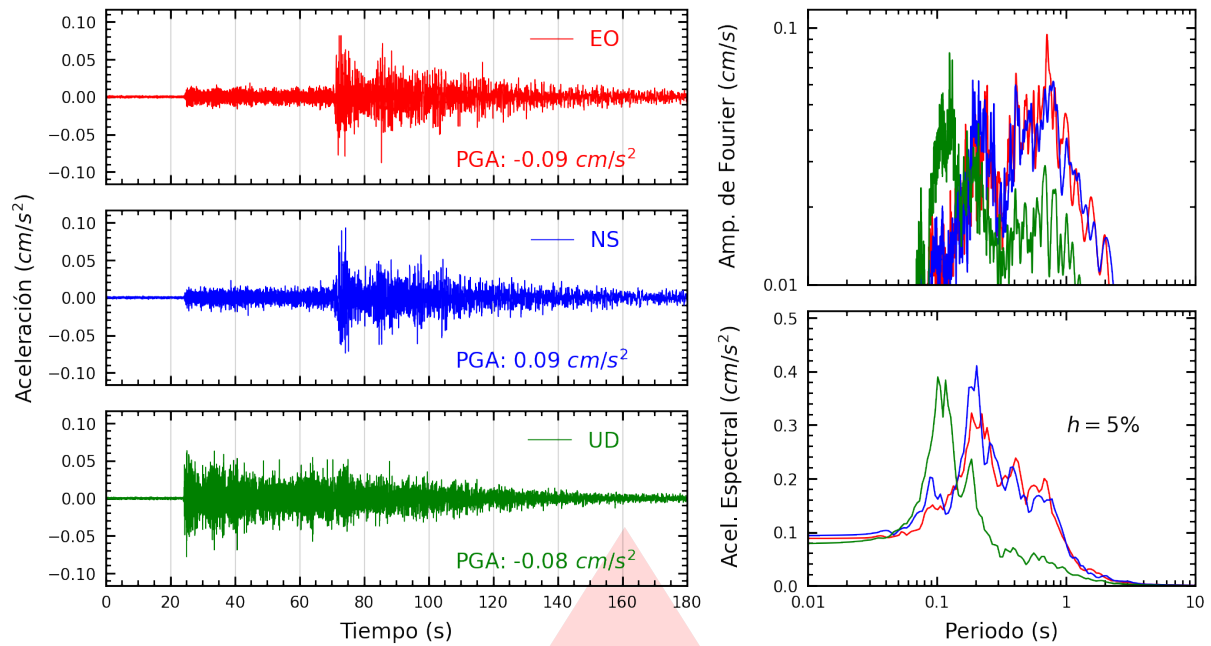 Aceleración (cm/s²)
0.10
0.05
0.00
−0.05
−0.10
EO
PGA: -0.09 cm/s²
0.10
0.05
0.00
−0.05
−0.10
NS
PGA: 0.09 cm/s²
0.10
0.05
0.00
−0.05
−0.10
UD
PGA: -0.08 cm/s²
0 20 40 60 80 100 120 140 160 180
Tiempo (s)
Amp. de Fourier (cm/s)
0.1
0.01
Acel. Espectral (cm/s²)
0.5
0.4
0.3
0.2
0.1
0.0
h = 5%
0.01 0.1 1 10
Periodo (s)